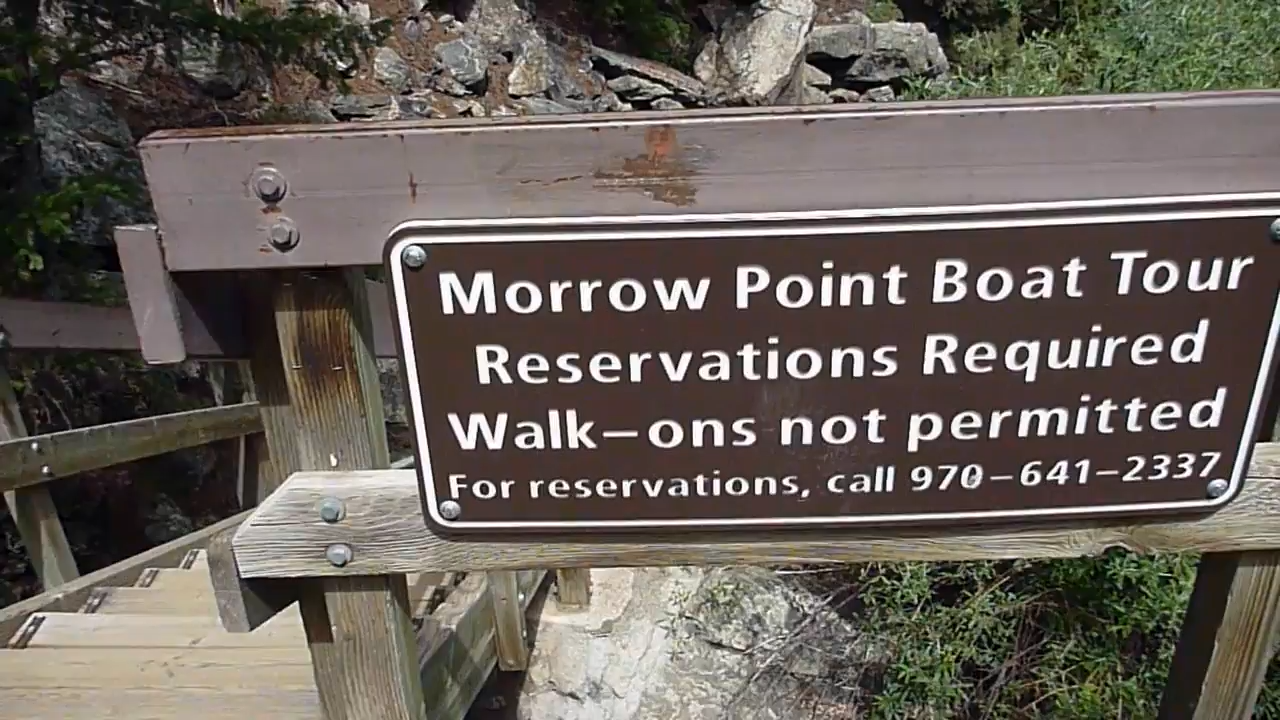 Morrow Point Boat Tour
Reservations Required
Walk-ons not permitted
For reservations, call 970-641-2337